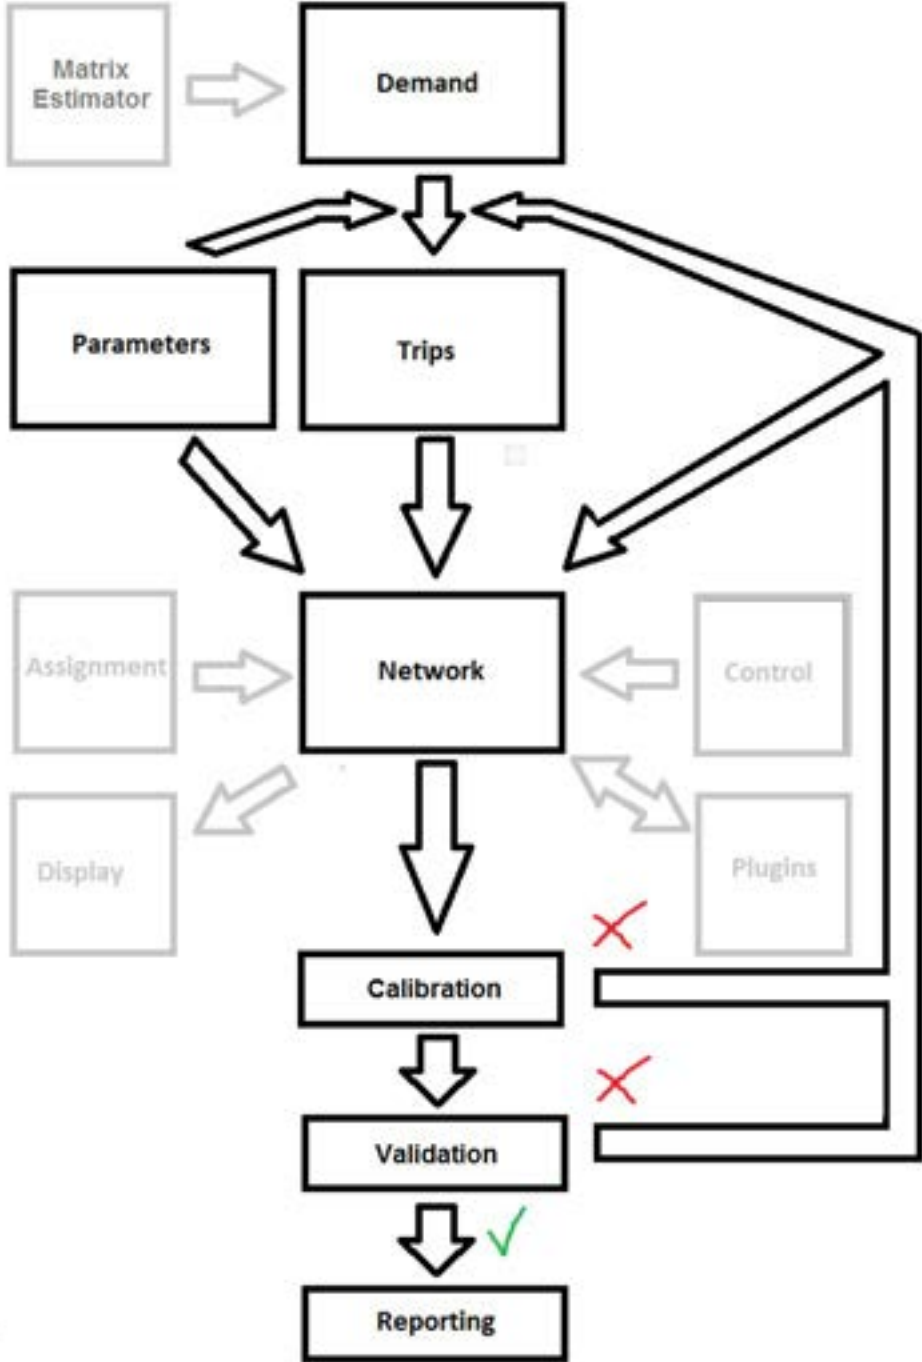 Matrix
Estimator
Demand
Parameters
Trips
Assignment
Network
Control
Display
Plugins
Calibration
Validation
Reporting